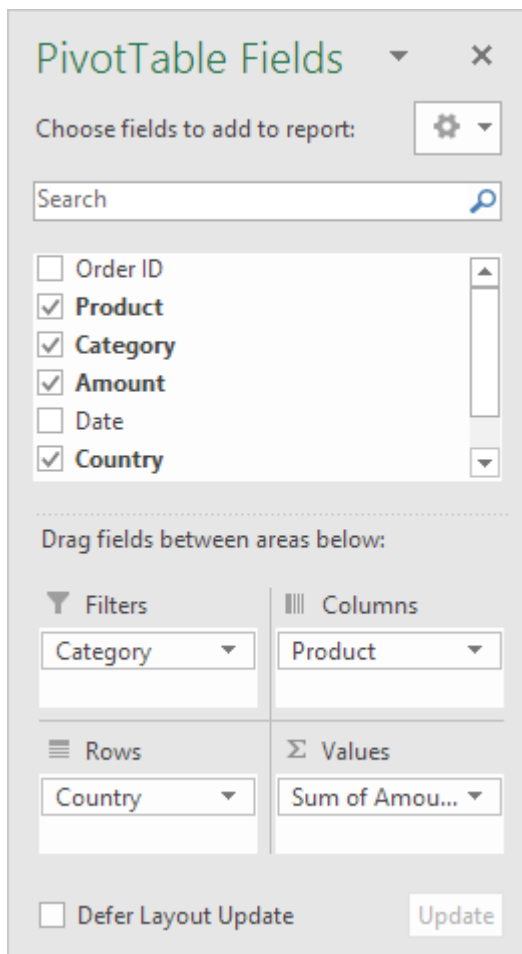 PivotTable Fields
Choose fields to add to report:
Search
Order ID
Product
Category
Amount
Date
Country
Drag fields between areas below:
Filters
Columns
Category
Product
Rows
Σ Values
Country
Sum of Amou...
Defer Layout Update
Update